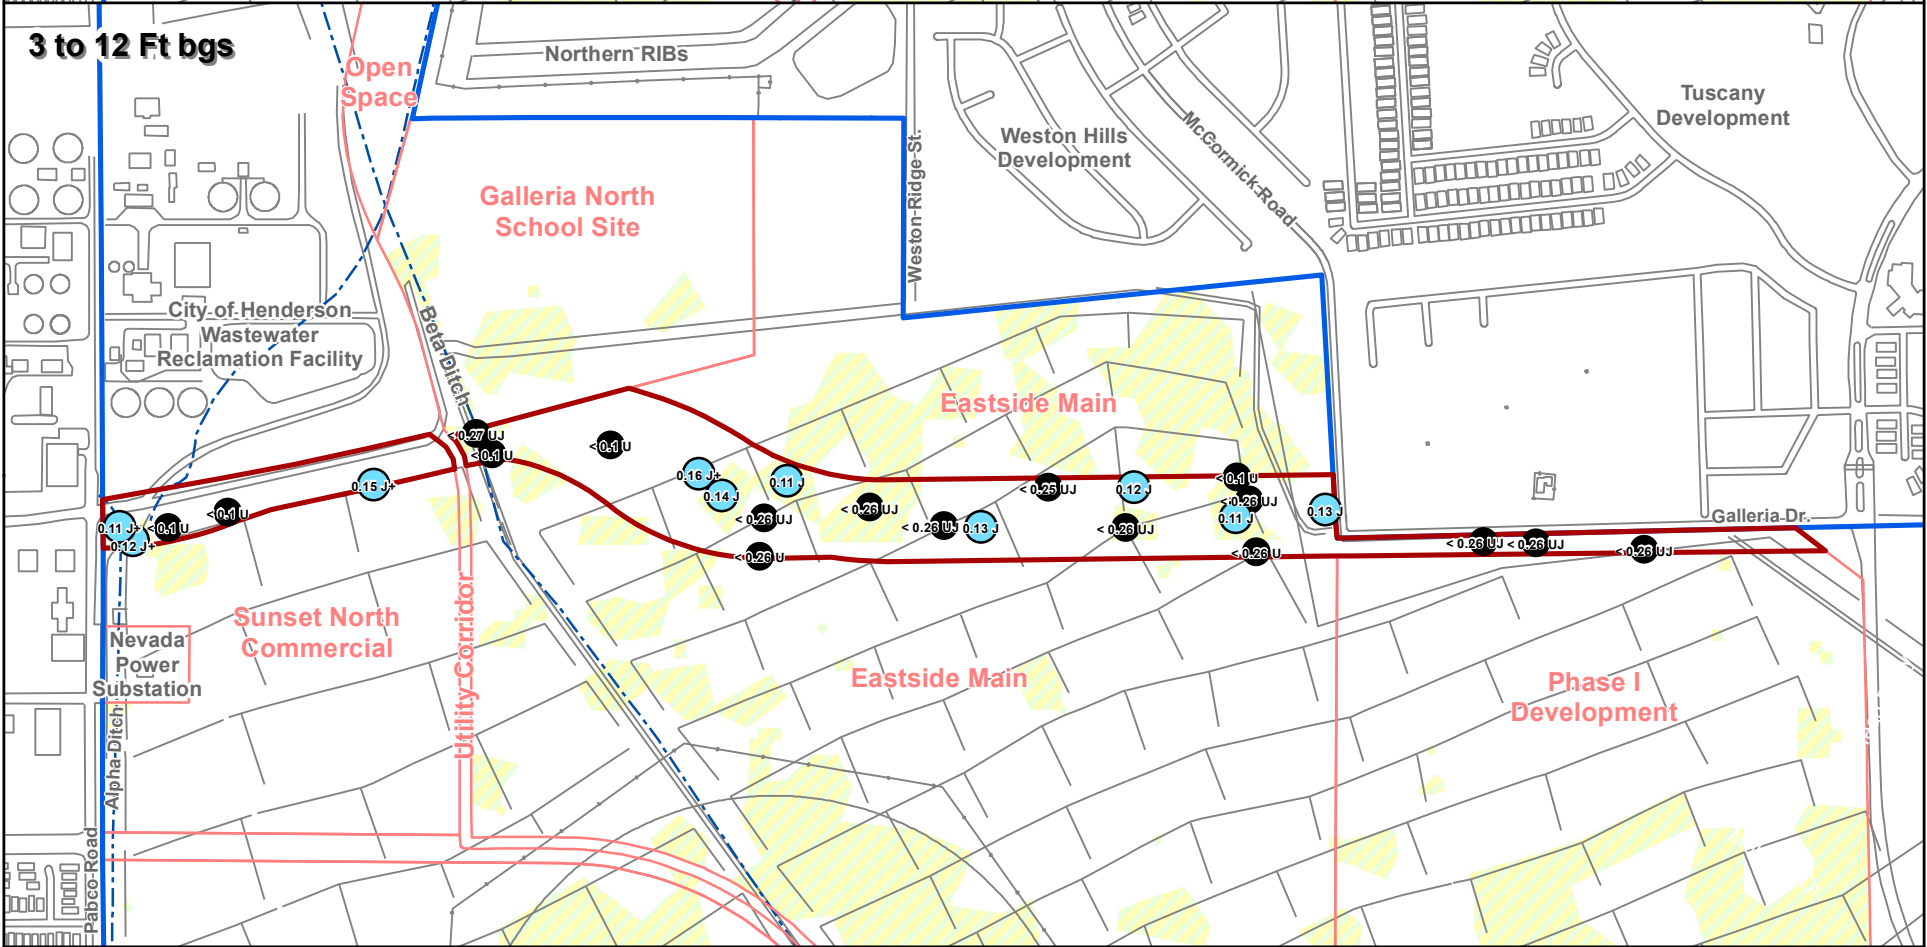 3 to 12 Ft bgs
Open
Space
Northern RIBs
Tuscany
Development
Weston Hills
Development
McCormick-Road
Weston-Ridge-St.
Galleria North
School Site
City of Henderson
Wastewater
Reclamation Facility
Beta-Ditch
Eastside Main
< 0.27 UJ
< 0.1 U
< 0.1 U
0.16 J+
0.14 J
0.11 J
< 0.26 UJ
< 0.26 U
< 0.26 UJ
< 0.26 UJ
0.13 J
< 0.25 UJ
0.12 J
< 0.26 UJ
< 0.1 U
< 0.26 UJ
0.11 J
< 0.26 U
0.13 J
0.15 J+
< 0.1 U
< 0.1 U
0.11 J+
0.12 J+
Galleria Dr.
< 0.26 UJ
< 0.26 UJ
< 0.26 UJ
Sunset North
Commercial
Utility-Corridor
Nevada
Power
Substation
Eastside Main
Phase I
Development
Alpha-Ditch
Pabco-Road
Dr